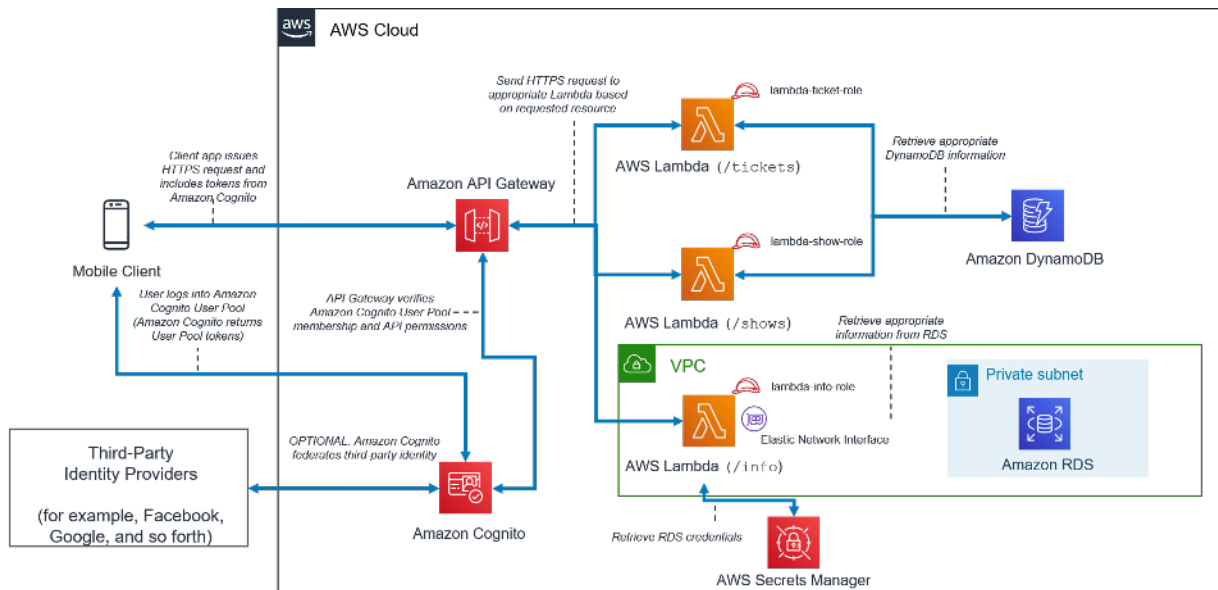 aws
AWS Cloud
Send HTTPS request to
appropriate Lambda based
on requested resource
lambda-ticket-role
AWS Lambda (/tickets)
Retrieve appropriate
DynamoDB information
Client app issues
HTTPS request and
includes tokens from
Amazon Cognito
Amazon API Gateway
Mobile Client
lambda-show-role
Amazon DynamoDB
AWS Lambda (/shows)
User logs into Amazon
Cognito User Pool
(Amazon Cognito returns
User Pool tokens)
API Gateway verifies
Amazon Cognito User Pool
membership and API permissions
Retrieve appropriate
information from RDS
VPC
lambda-info-role
Elastic Network Interface
AWS Lambda (/info)
Private subnet
Amazon RDS
Third-Party
Identity Providers
(for example, Facebook,
Google, and so forth)
OPTIONAL. Amazon Cognito
federates third-party identity
Amazon Cognito
Retrieve RDS credentials
AWS Secrets Manager